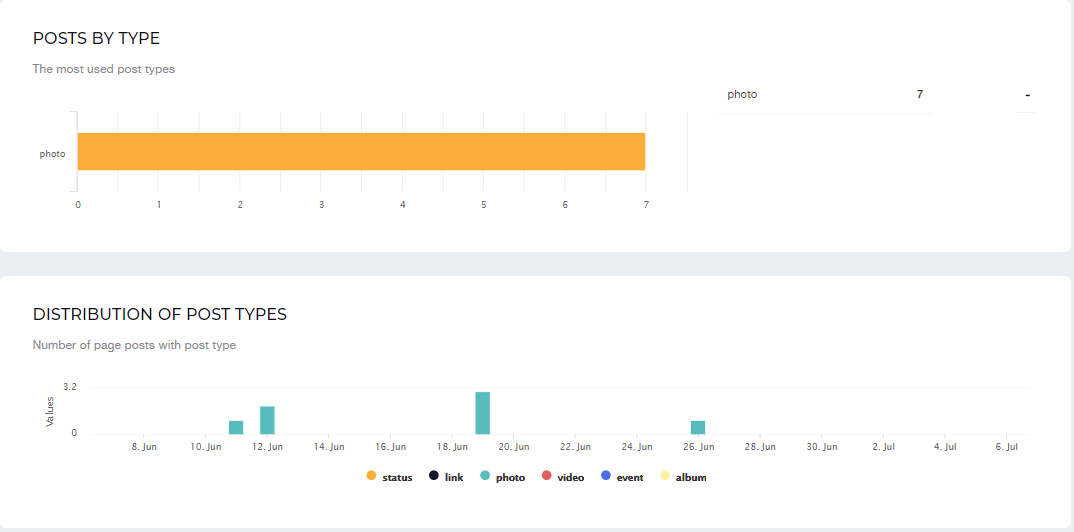 POSTS BY TYPE
The most used post types
photo 7 -
photo
0 1 2 3 4 5 6 7
DISTRIBUTION OF POST TYPES
Number of page posts with post type
3.2
Values
0
8. Jun 10. Jun 12. Jun 14. Jun 16. Jun 18. Jun 20. Jun 22. Jun 24. Jun 26. Jun 28. Jun 30. Jun 2. Jul 4. Jul 6. Jul
status link photo video event album